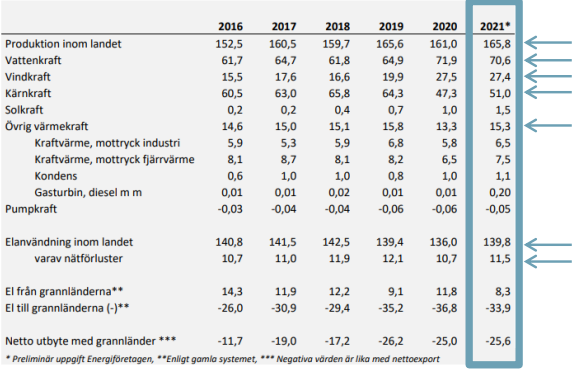 2016 2017 2018 2019 2020 2021*
Produktion inom landet 152,5 160,5 159,7 165,6 161,0 165,8
Vattenkraft 61,7 64,7 61,8 64,9 71,9 70,6
Vindkraft 15,5 17,6 16,6 19,9 27,5 27,4
Kärnkraft 60,5 63,0 65,8 64,3 47,3 51,0
Solkraft 0,2 0,2 0,4 0,7 1,0 1,5
Övrig värmekraft 14,6 15,0 15,1 15,8 13,3 15,3
Kraftvärme, mottryck industri 5,9 5,3 5,9 6,8 5,8 6,5
Kraftvärme, mottryck fjärrvärme 8,1 8,7 8,1 8,2 6,5 7,5
Kondens 0,6 1,0 1,0 0,8 1,0 1,1
Gasturbin, diesel m m 0,01 0,01 0,02 0,01 0,01 0,20
Pumpkraft -0,03 -0,04 -0,04 -0,06 -0,06 -0,05
Elanvändning inom landet 140,8 141,5 142,5 139,4 136,0 139,8
varav nätförluster 10,7 11,0 11,9 12,1 10,7 11,5
El från grannländerna** 14,3 11,9 12,2 9,1 11,8 8,3
El till grannländerna (-)** -26,0 -30,9 -29,4 -35,2 -36,8 -33,9
Netto utbyte med grannländer *** -11,7 -19,0 -17,2 -26,2 -25,0 -25,6
* Preliminär uppgift Energiföretagen, **Enligt gamla systemet, *** Negativa värden är lika med nettoexport